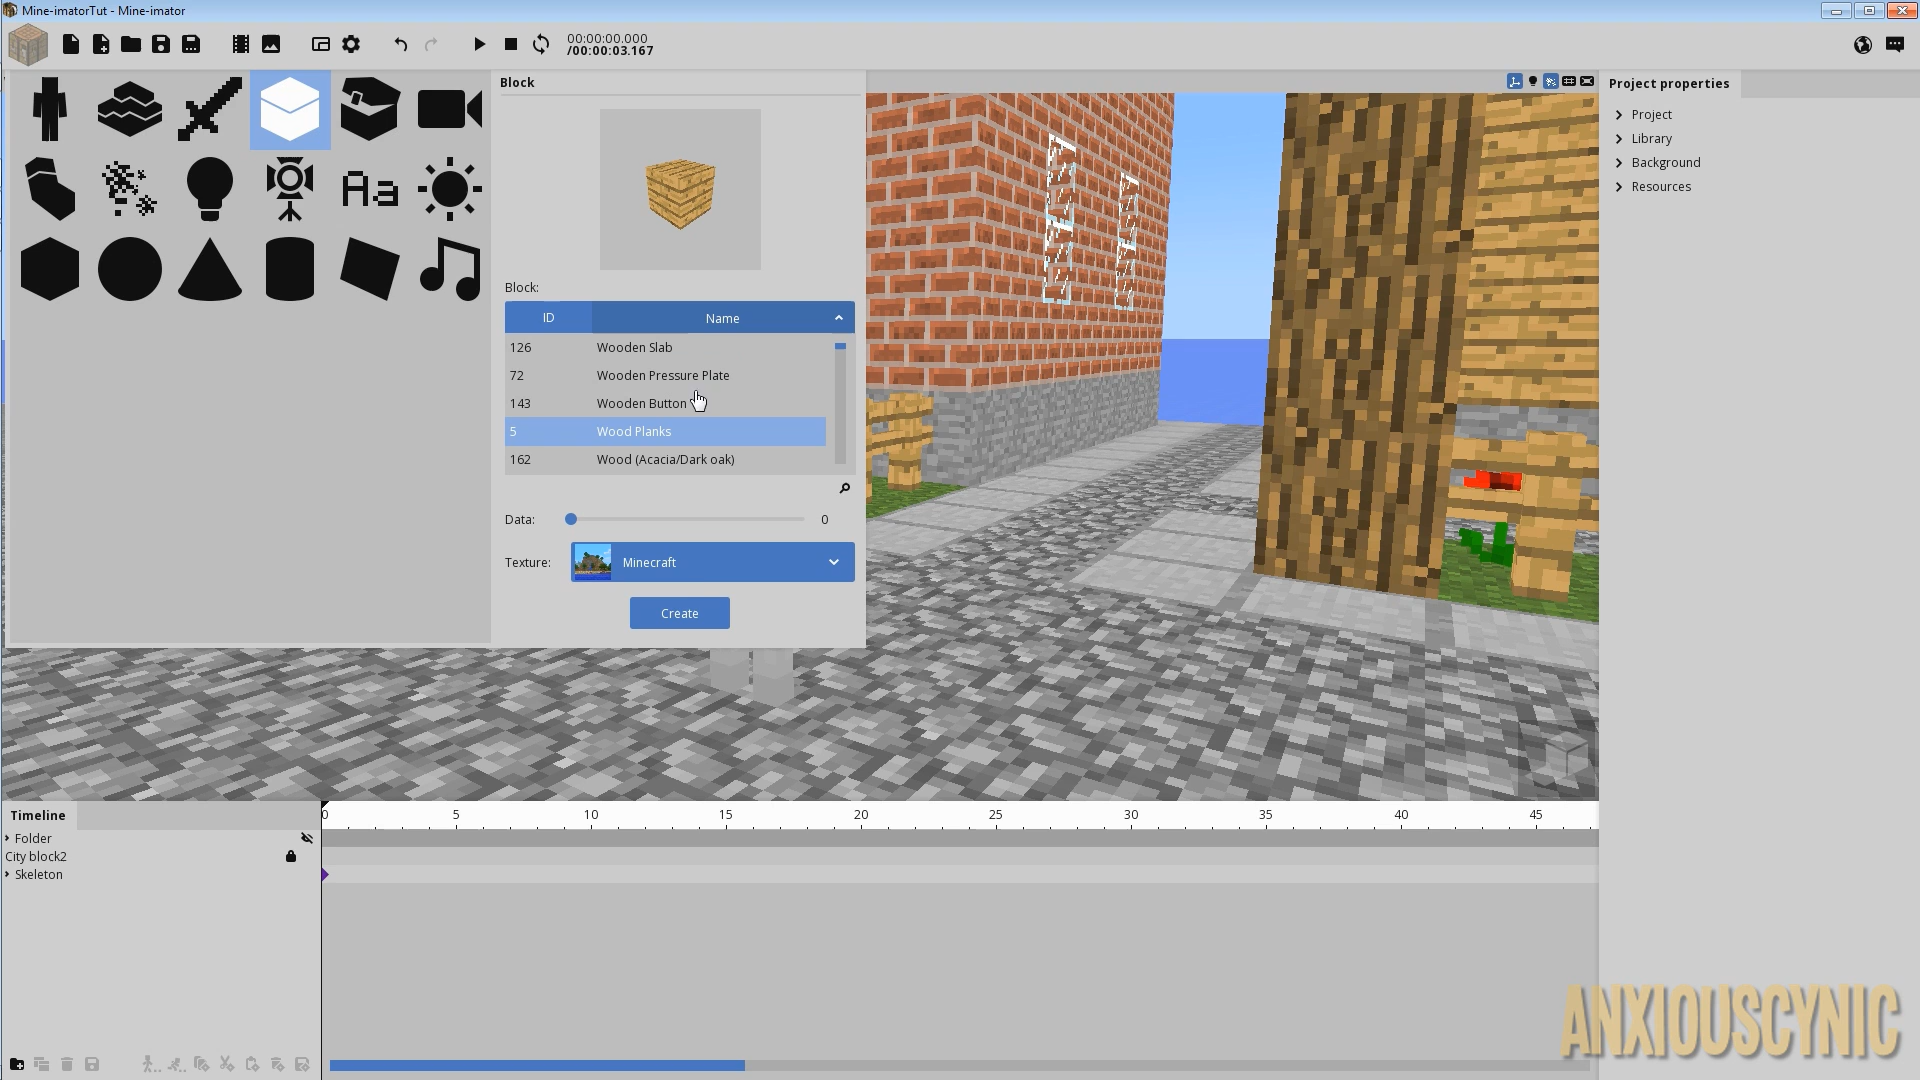 Mine-imatorTut - Mine-imator
00:00:00.000
/00:00:03.167
Block
Project properties
Project
Library
Background
Resources
Block:
ID Name
126 Wooden Slab
72 Wooden Pressure Plate
143 Wooden Button
5 Wood Planks
162 Wood (Acacia/Dark oak)
Data: 0
Texture: Minecraft
Create
Timeline
0 5 10 15 20 25 30 35 40 45
Folder
City block2
Skeleton
ANXIOUSCYNIC